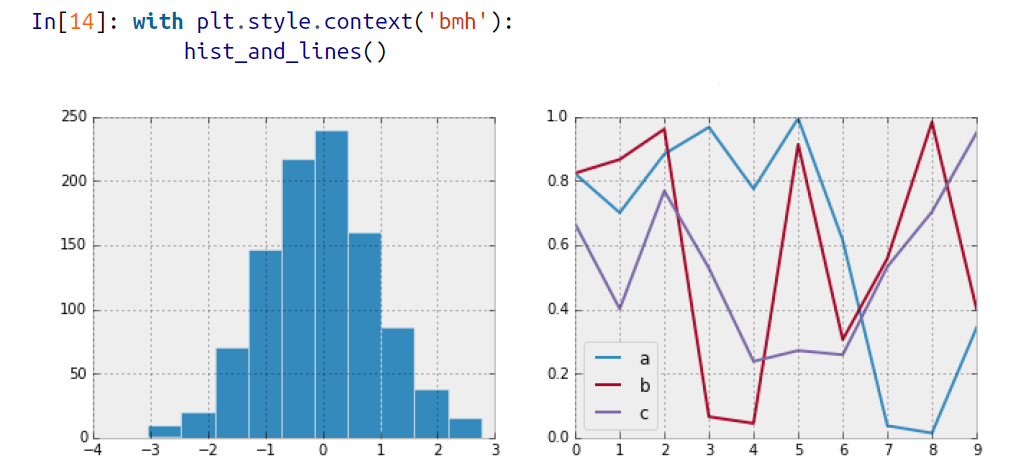 In[14]: with plt.style.context('bmh'):
hist_and_lines()
250
200
150
100
50
0
−4 −3 −2 −1 0 1 2 3
1.0
0.8
0.6
0.4
0.2
0.0
a
b
c
0 1 2 3 4 5 6 7 8 9